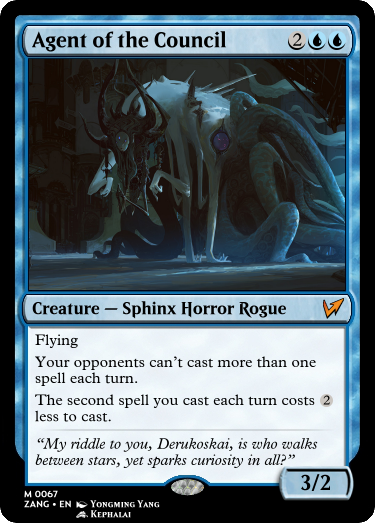 Agent of the Council 2
Creature — Sphinx Horror Rogue
Flying
Your opponents can't cast more than one
spell each turn.
The second spell you cast each turn costs 2
less to cast.
"My riddle to you, Derukoskai, is who walks
between stars, yet sparks curiosity in all?"
3/2
M 0067
ZANG • EN Yongming Yang
Kephalai